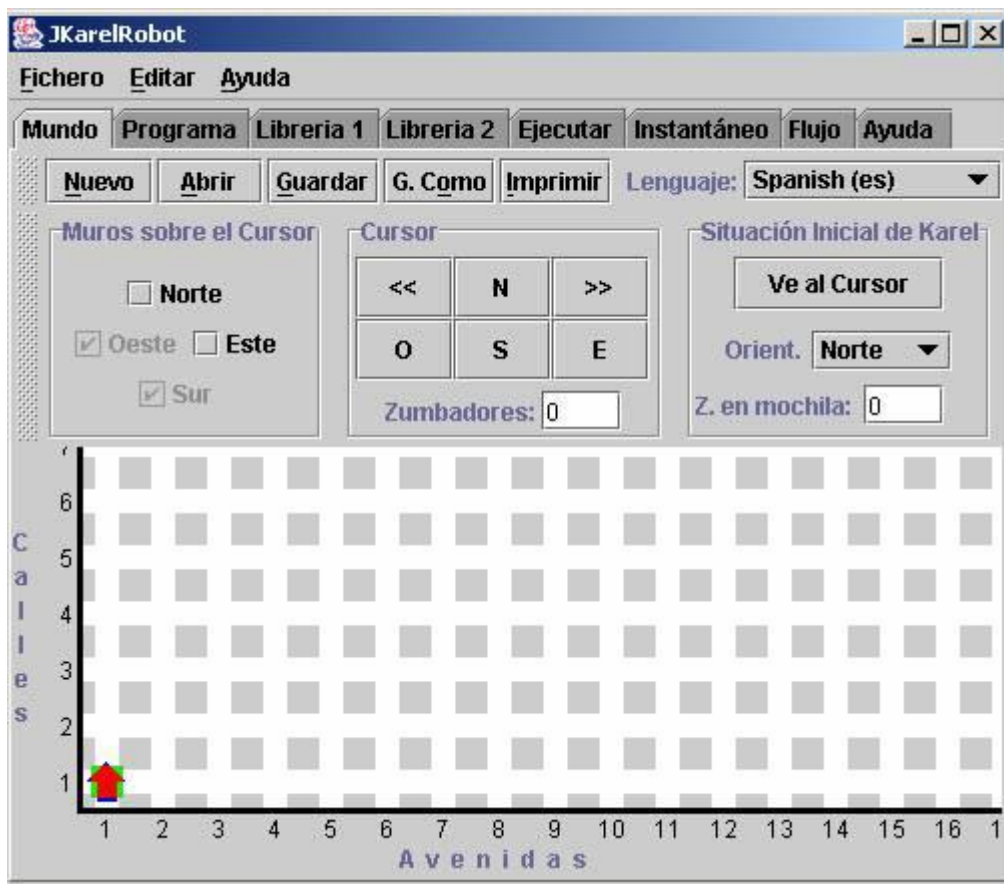 JKarelRobot
Fichero Editar Ayuda
Mundo Programa Libreria 1 Libreria 2 Ejecutar Instantáneo Flujo Ayuda
Nuevo Abrir Guardar G. Como Imprimir Lenguaje: Spanish (es)
Muros sobre el Cursor Cursor Situación Inicial de Karel
<< N >> Ve al Cursor
Norte
Oeste Este O S E Orient. Norte
Sur
Zumbadores: 0 Z. en mochila: 0
7
6
5
4
3
2
1
Calles
1 2 3 4 5 6 7 8 9 10 11 12 13 14 15 16 1
Avenidas